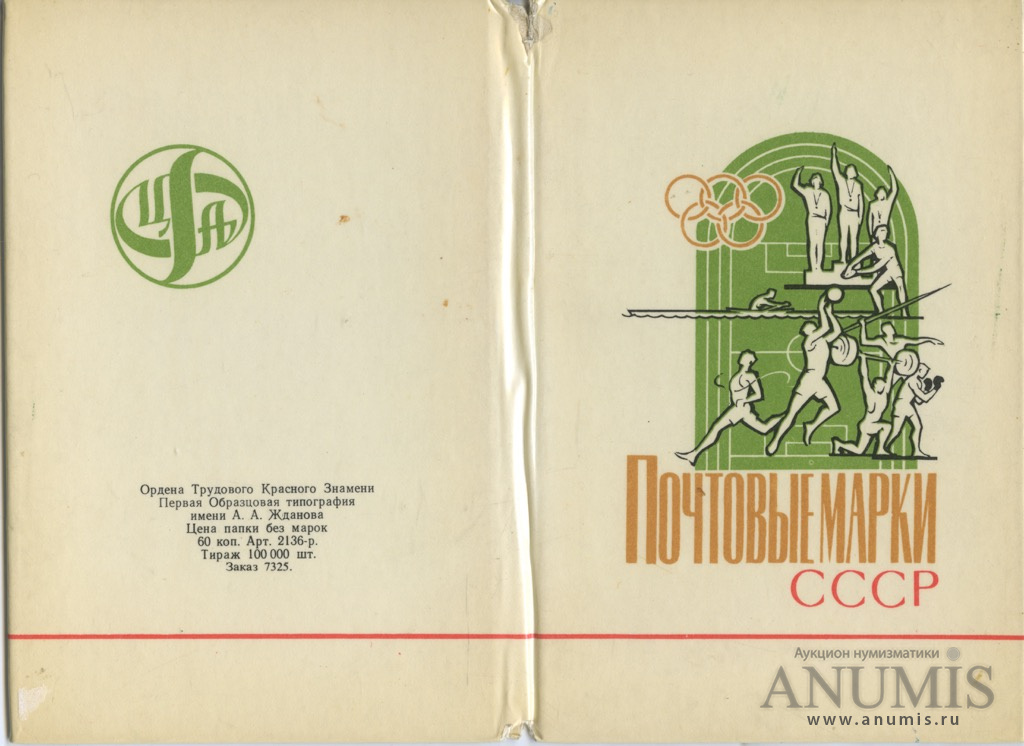 ЦФА
Ордена Трудового Красного Знамени
Первая Образцовая типография
имени А. А. Жданова
Цена папки без марок
60 коп. Арт. 2136-р.
Тираж 100 000 шт.
Заказ 7325.
ПОЧТОВЫЕ МАРКИ
СССР
Аукцион нумизматики
ANUMIS
www.anumis.ru